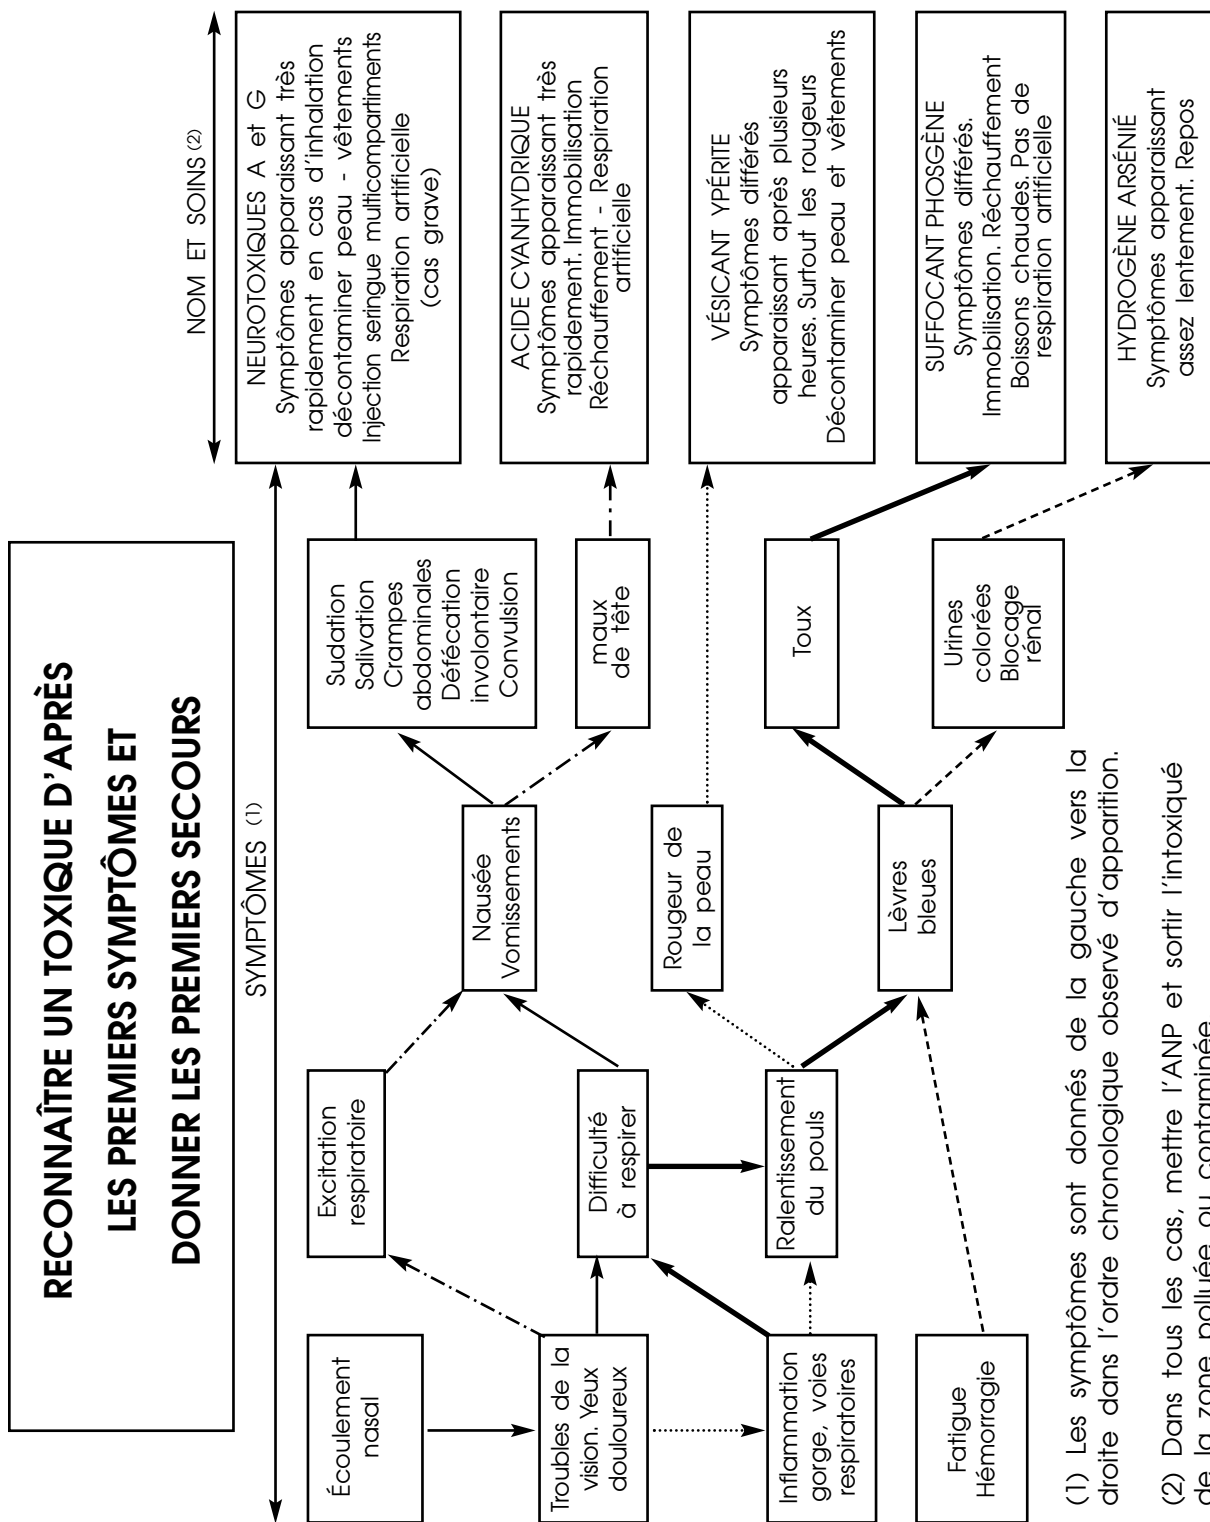 RECONNAÎTRE UN TOXIQUE D'APRÈS
LES PREMIERS SYMPTÔMES ET
DONNER LES PREMIERS SECOURS
SYMPTÔMES (1)
NOM ET SOINS (2)
Écoulement
nasal
Troubles de la
vision. Yeux
douloureux
Inflammation
gorge, voies
respiratoires
Fatigue
Hémorragie
Excitation
respiratoire
Difficulté
à respirer
Ralentissement
du pouls
Nausée
Vomissements
Rougeur de
la peau
Lèvres
bleues
Sudation
Salivation
Crampes
abdominales
Défécation
involontaire
Convulsion
maux
de tête
Toux
Urines
colorées
Blocage
rénal
NEUROTOXIQUES A et G
Symptômes apparaissant très
rapidement en cas d'inhalation
décontaminer peau - vêtements
Injection seringue multicompartiments
Respiration artificielle
(cas grave)
ACIDE CYANHYDRIQUE
Symptômes apparaissant très
rapidement. Immobilisation
Réchauffement - Respiration
artificielle
VÉSICANT YPÉRITE
Symptômes différés
apparaissant après plusieurs
heures. Surtout les rougeurs
Décontaminer peau et vêtements
SUFFOCANT PHOSGÈNE
Symptômes différés.
Immobilisation. Réchauffement
Boissons chaudes. Pas de
respiration artificielle
HYDROGÈNE ARSÉNIÉ
Symptômes apparaissant
assez lentement. Repos
(1) Les symptômes sont donnés de la gauche vers la
droite dans l'ordre chronologique observé d'apparition.
(2) Dans tous les cas, mettre l'ANP et sortir l'intoxiqué
de la zone polluée ou contaminée